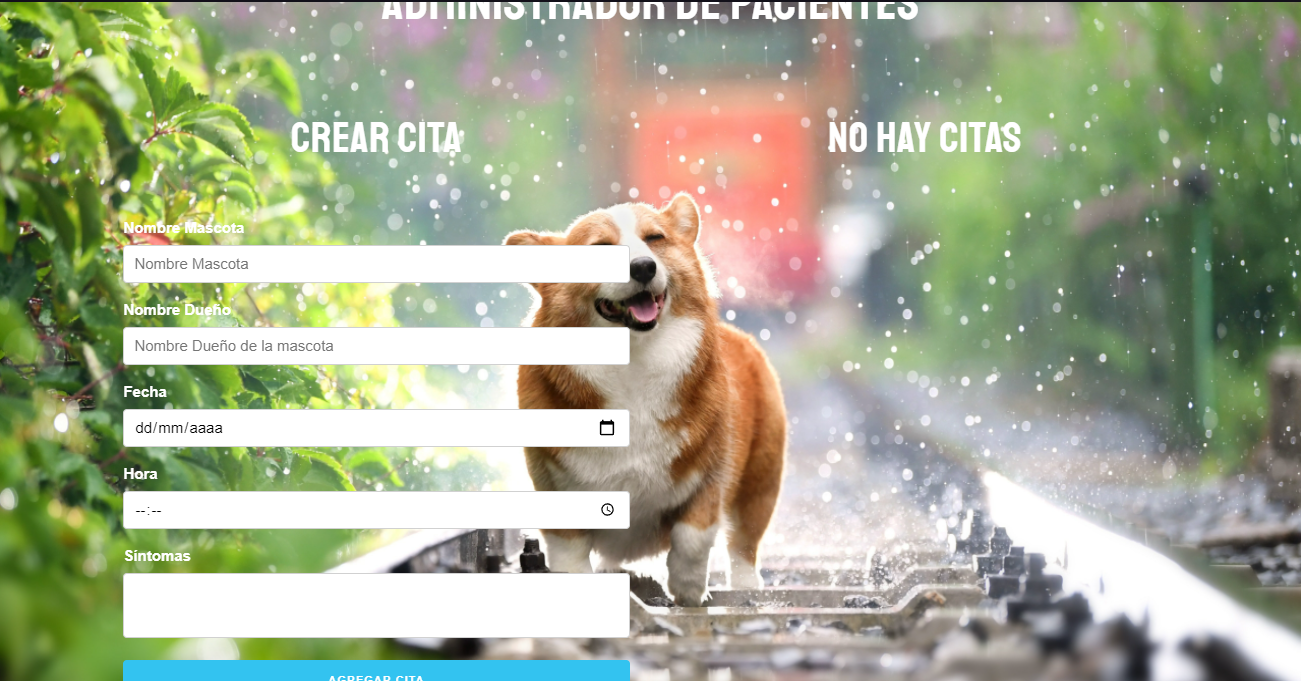 ADMINISTRADOR DE PACIENTES
CREAR CITA
NO HAY CITAS
Nombre Mascota
Nombre Mascota
Nombre Dueño
Nombre Dueño de la mascota
Fecha
dd/mm/aaaa
Hora
--:--
Síntomas
AGREGAR CITA